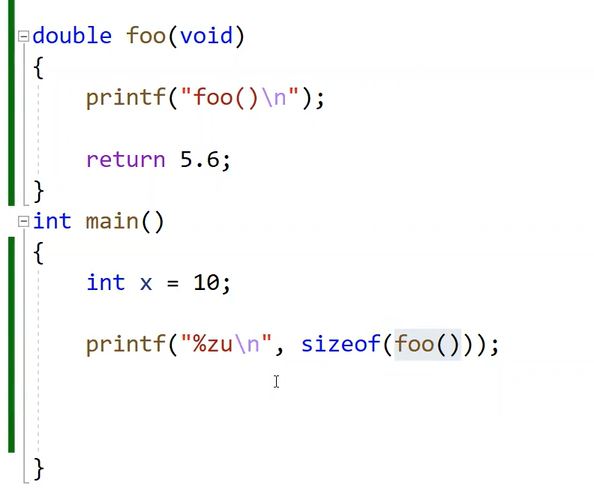 double foo(void)
{
    printf("foo()\n");
    return 5.6;
}
int main()
{
    int x = 10;
    printf("%zu\n", sizeof(foo()));
}